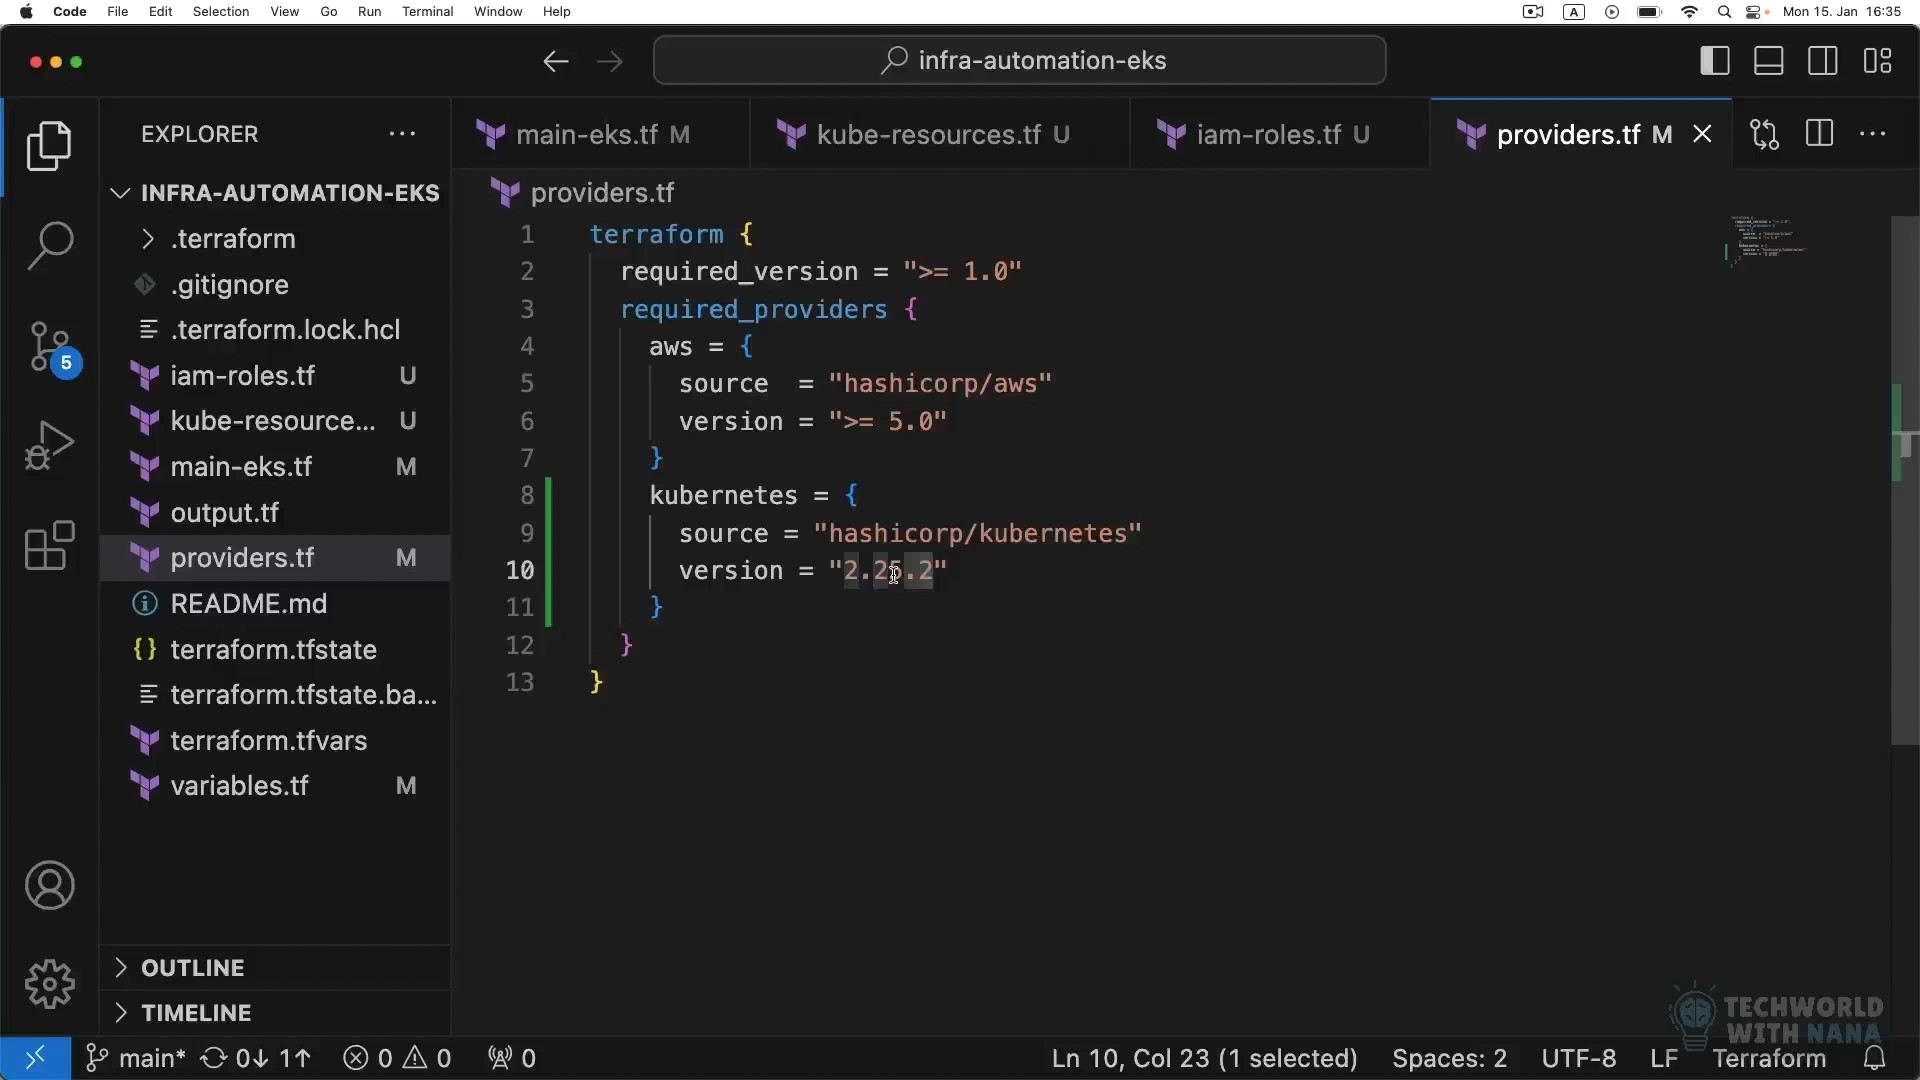 Code File Edit Selection View Go Run Terminal Window Help A Mon 15. Jan 16:35
infra-automation-eks
EXPLORER
INFRA-AUTOMATION-EKS
.terraform
.gitignore
.terraform.lock.hcl
iam-roles.tf U
kube-resource... U
main-eks.tf M
output.tf
providers.tf M
README.md
{} terraform.tfstate
terraform.tfstate.ba...
terraform.tfvars
variables.tf M
OUTLINE
TIMELINE
5
main-eks.tf M kube-resources.tf U iam-roles.tf U providers.tf M
providers.tf
1 terraform {
2 required_version = ">= 1.0"
3 required_providers {
4 aws = {
5 source = "hashicorp/aws"
6 version = ">= 5.0"
7 }
8 kubernetes = {
9 source = "hashicorp/kubernetes"
10 version = "2.25.2"
11 }
12 }
13 }
TECHWORLD
WITH NANA
main* 0↓ 1↑ 0 0 0 Ln 10, Col 23 (1 selected) Spaces: 2 UTF-8 LF Terraform